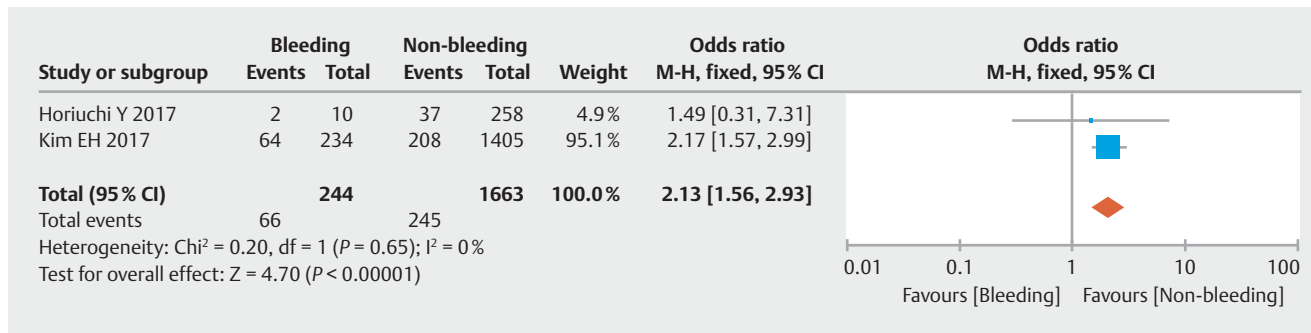 Bleeding Non-bleeding Odds ratio Odds ratio
Study or subgroup Events Total Events Total Weight M-H, fixed, 95% CI M-H, fixed, 95% CI
Horiuchi Y 2017 2 10 37 258 4.9% 1.49 [0.31, 7.31]
Kim EH 2017 64 234 208 1405 95.1% 2.17 [1.57, 2.99]
Total (95% CI) 244 1663 100.0% 2.13 [1.56, 2.93]
Total events 66 245
Heterogeneity: Chi² = 0.20, df = 1 (P = 0.65); I² = 0%
Test for overall effect: Z = 4.70 (P < 0.00001)
0.01 0.1 1 10 100
Favours [Bleeding] Favours [Non-bleeding]